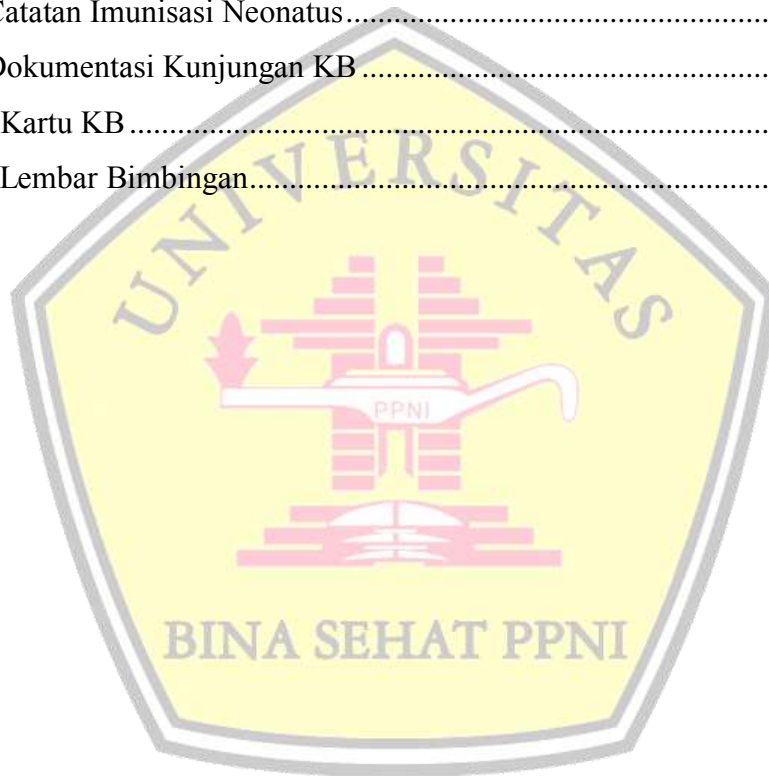 Catatan Imunisasi Neonatus
Dokumentasi Kunjungan KB
Kartu KB
Lembar Bimbingan
UNIVERSITAS
PPNI
BINA SEHAT PPNI